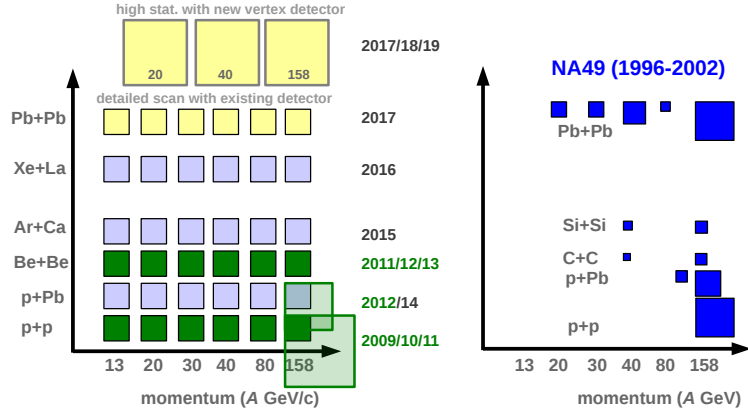 high stat. with new vertex detector
20 40 158
2017/18/19
detailed scan with existing detector
Pb+Pb
2017
Xe+La
2016
Ar+Ca
2015
Be+Be
2011/12/13
p+Pb
2012/14
p+p
2009/10/11
13 20 30 40 80 158
momentum (A GeV/c)
NA49 (1996-2002)
Pb+Pb
Si+Si
C+C
p+Pb
p+p
13 20 30 40 80 158
momentum (A GeV)